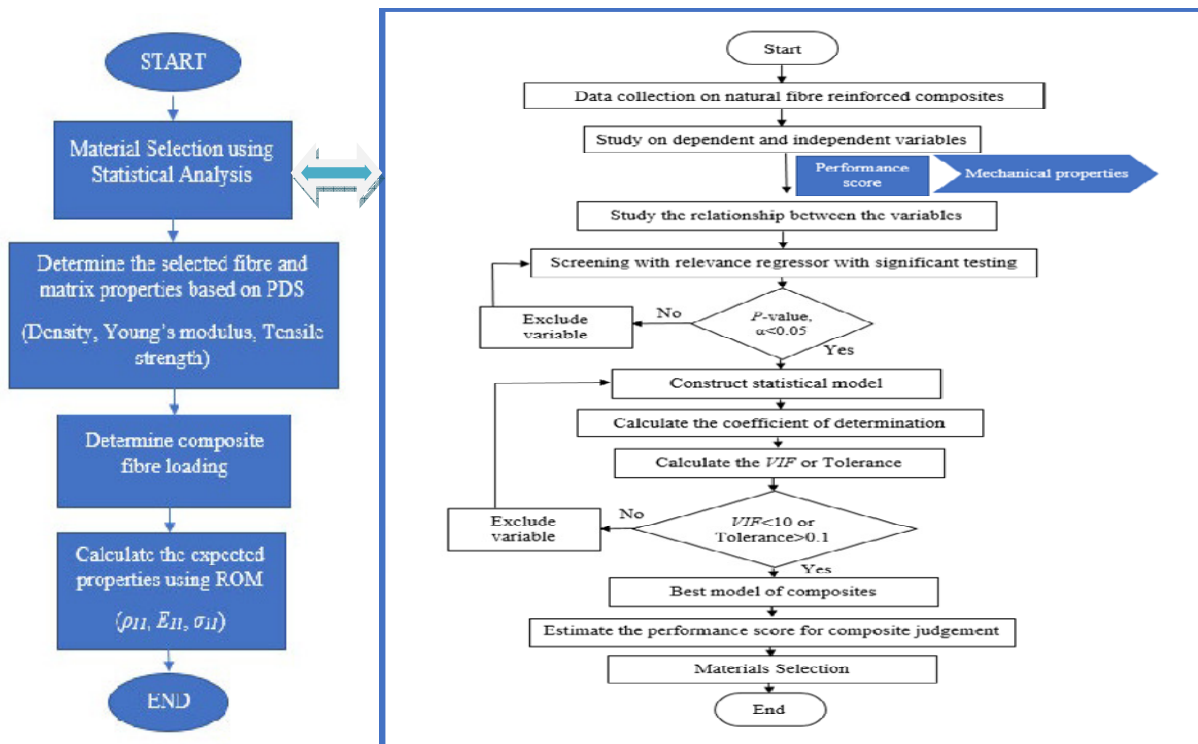 START
Material Selection using
Statistical Analysis
Determine the selected fibre and
matrix properties based on PDS
(Density, Young's modulus, Tensile
strength)
Determine composite
fibre loading
Calculate the expected
properties using ROM
(ρ_II, E_II, σ_II)
END
Start
Data collection on natural fibre reinforced composites
Study on dependent and independent variables
Performance
score
Mechanical properties
Study the relationship between the variables
Screening with relevance regressor with significant testing
Exclude
variable
No
P-value,
α<0.05
Yes
Construct statistical model
Calculate the coefficient of determination
Calculate the VIF or Tolerance
Exclude
variable
No
VIF<10 or
Tolerance>0.1
Yes
Best model of composites
Estimate the performance score for composite judgement
Materials Selection
End